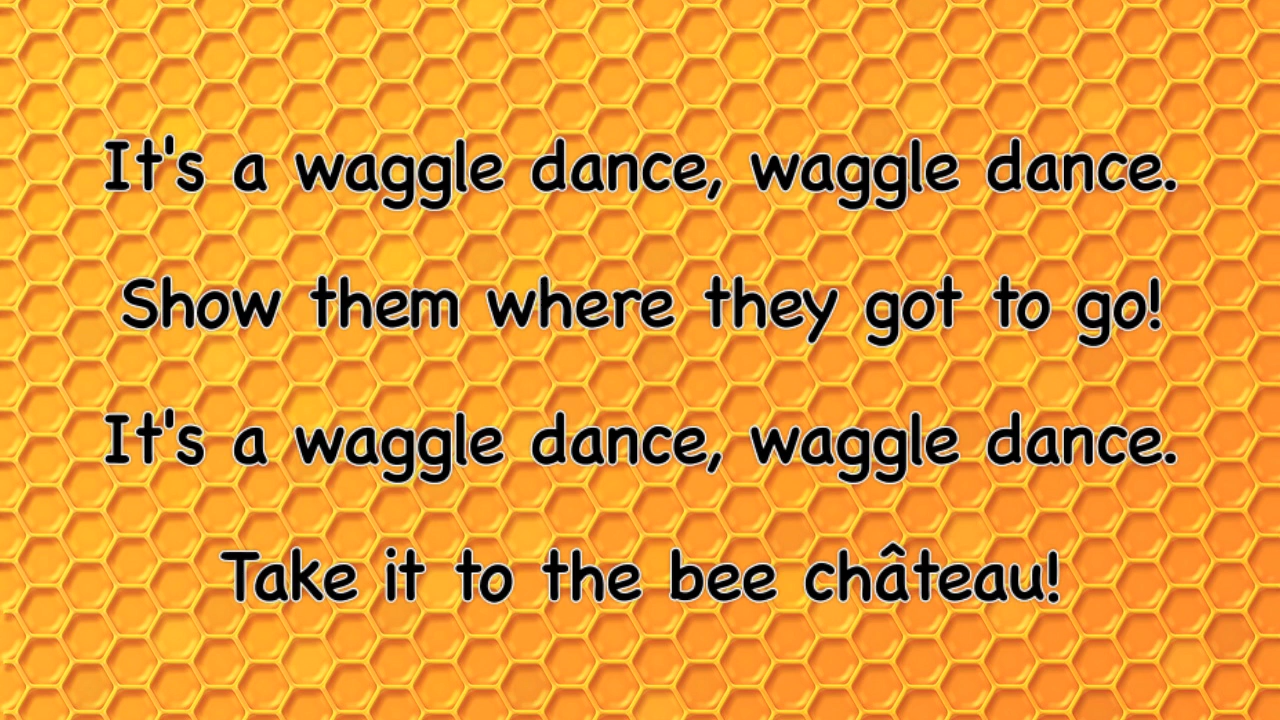 It's a waggle dance, waggle dance.
Show them where they got to go!
It's a waggle dance, waggle dance.
Take it to the bee château!